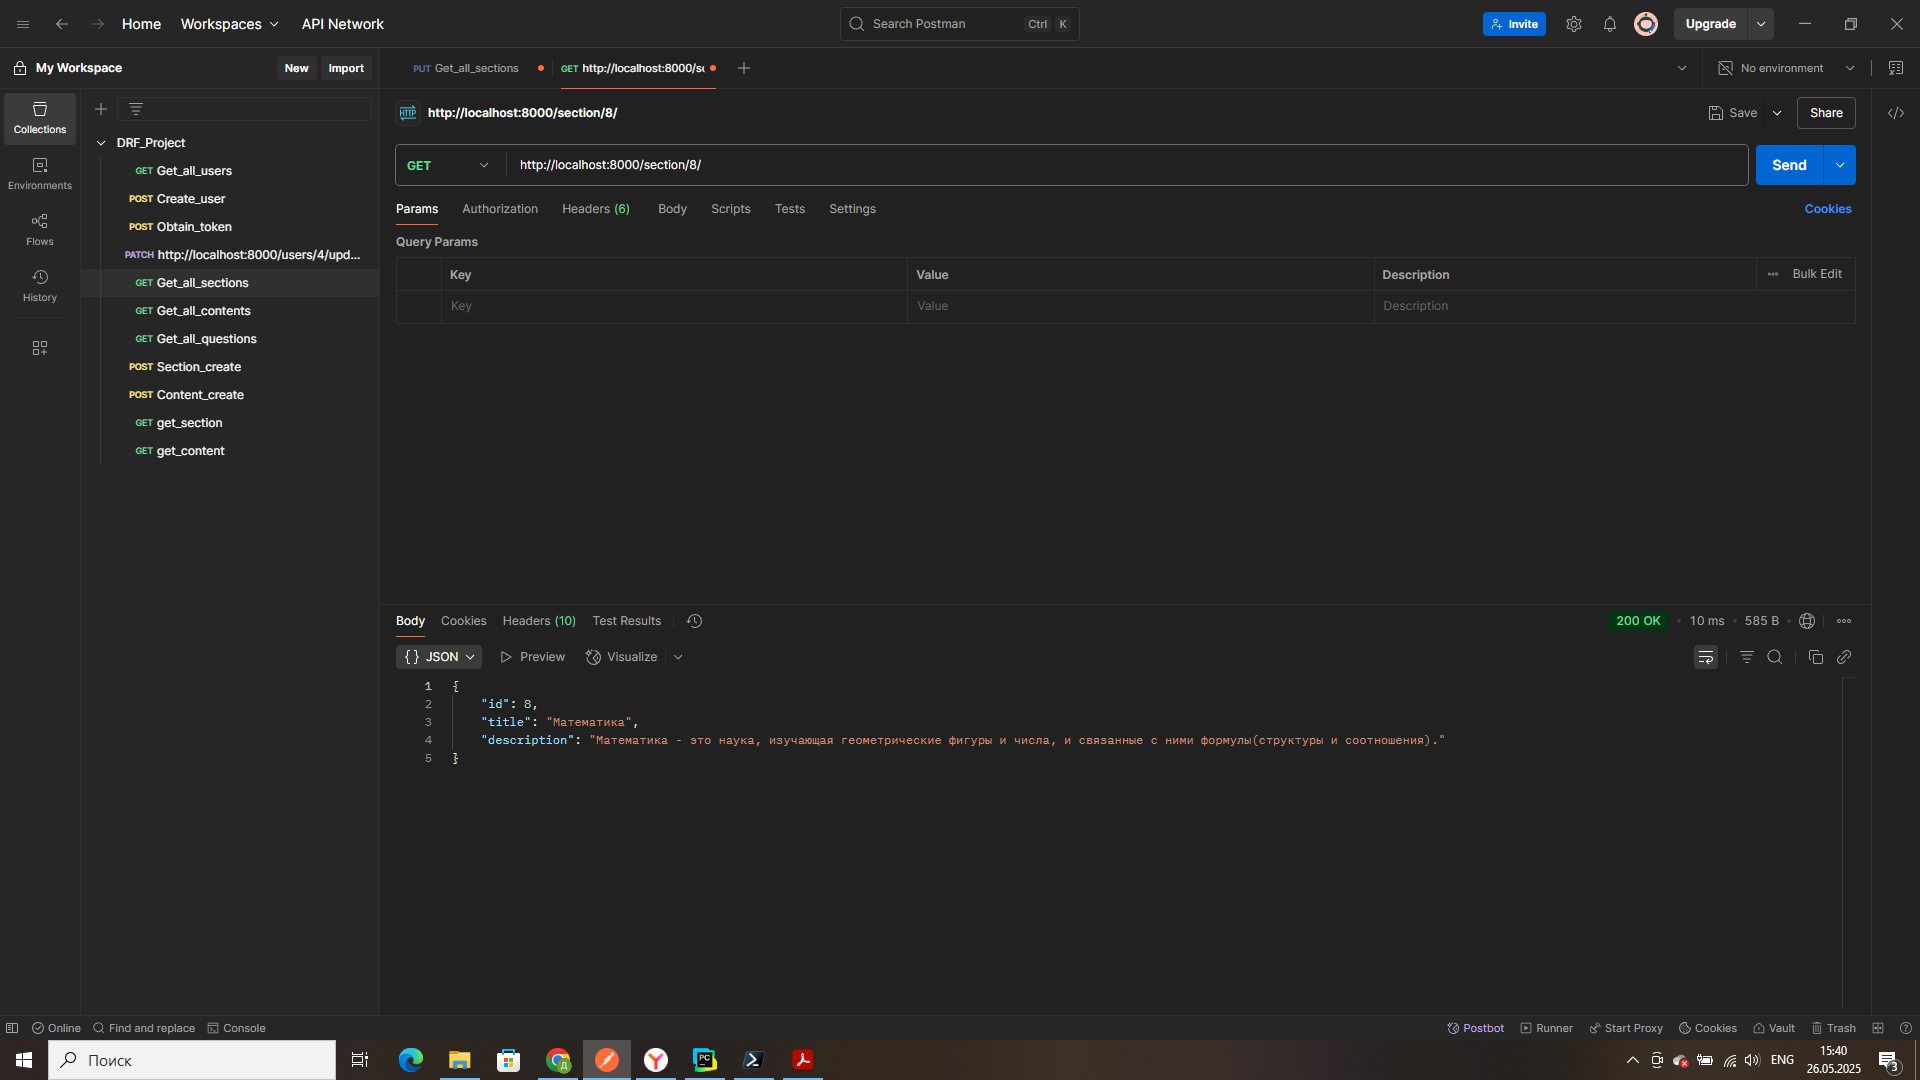 Home Workspaces API Network Search Postman Ctrl K Invite Upgrade
My Workspace New Import PUT Get_all_sections GET http://localhost:8000/se No environment
Collections
Environments
Flows
History
DRF_Project
GET Get_all_users
POST Create_user
POST Obtain_token
PATCH http://localhost:8000/users/4/upd...
GET Get_all_sections
GET Get_all_contents
GET Get_all_questions
POST Section_create
POST Content_create
GET get_section
GET get_content
HTTP http://localhost:8000/section/8/ Save Share
GET http://localhost:8000/section/8/ Send
Params Authorization Headers (6) Body Scripts Tests Settings Cookies
Query Params
Key Value Description Bulk Edit
Key Value Description
Body Cookies Headers (10) Test Results 200 OK 10 ms 585 B
{} JSON Preview Visualize
1 {
2 "id": 8,
3 "title": "Математика",
4 "description": "Математика - это наука, изучающая геометрические фигуры и числа, и связанные с ними формулы(структуры и соотношения)."
5 }
Online Find and replace Console Postbot Runner Start Proxy Cookies Vault Trash
Поиск PC ENG 15:40
26.05.2025 3